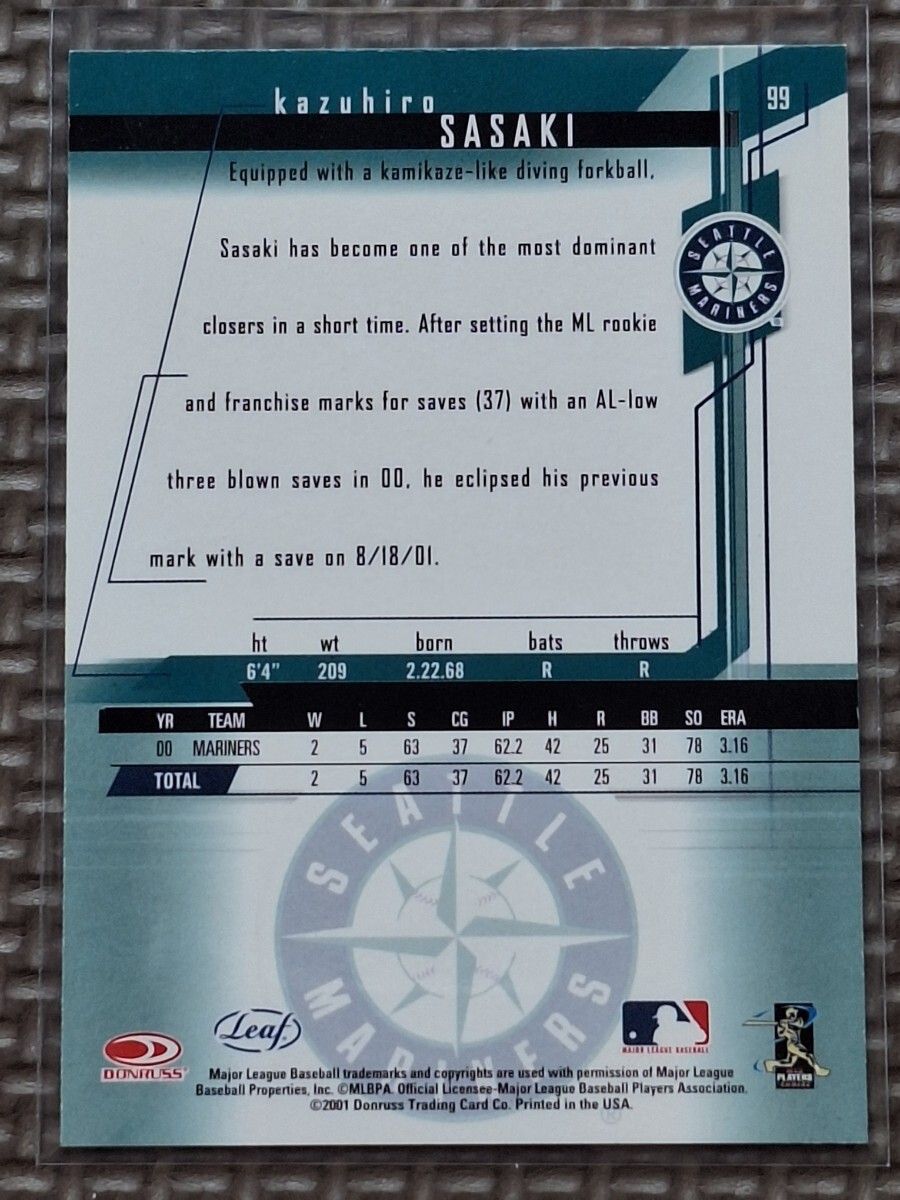 kazuhiro
99
SASAKI
Equipped with a kamikaze-like diving forkball,
Sasaki has become one of the most dominant
closers in a short time. After setting the ML rookie
and franchise marks for saves (37) with an AL-low
three blown saves in 00, he eclipsed his previous
mark with a save on 8/18/01.
SEATTLE
MARINERS
ht wt born bats throws
6'4" 209 2.22.68 R R
YR TEAM W L S CG IP H R BB SO ERA
00 MARINERS 2 5 63 37 62.2 42 25 31 78 3.16
TOTAL 2 5 63 37 62.2 42 25 31 78 3.16
SEATTLE
MARINERS
®
DONRUSS
Leaf
MAJOR LEAGUE BASEBALL
PLAYERS
Major League Baseball trademarks and copyrights are used with permission of Major League
Baseball Properties, Inc. ©MLBPA. Official Licensee-Major League Baseball Players Association.
©2001 Donruss Trading Card Co. Printed in the USA.